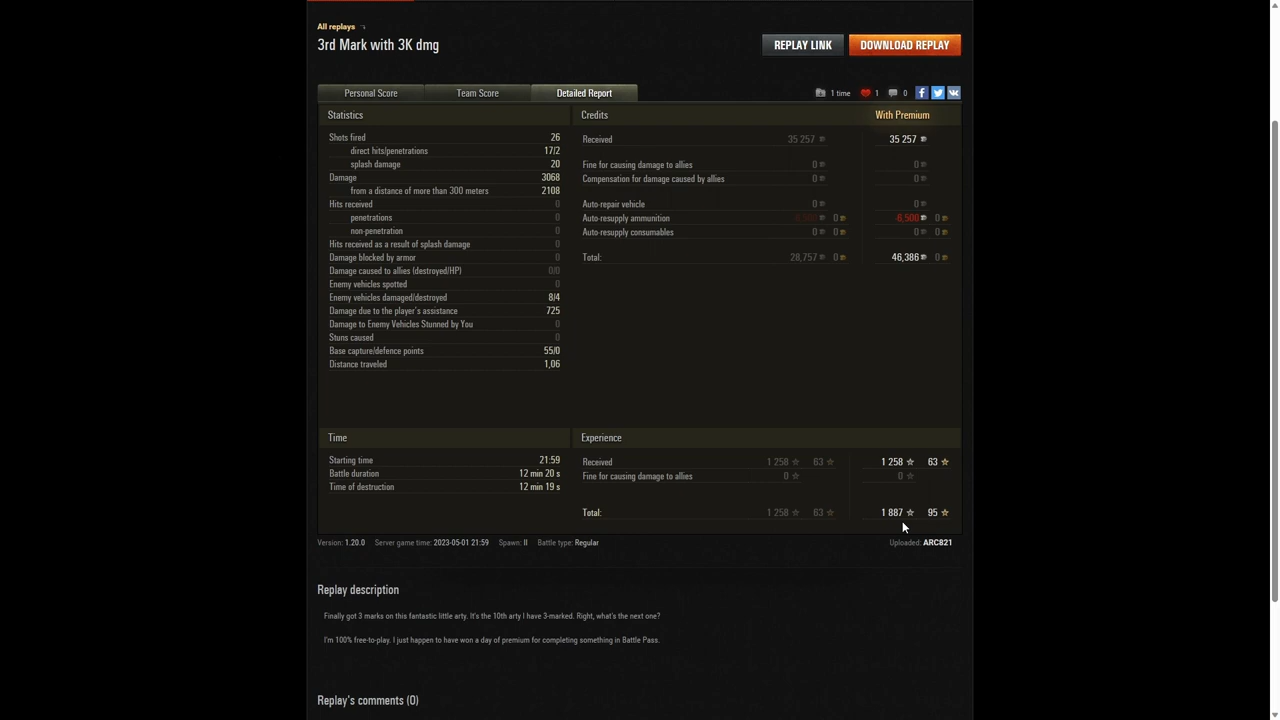 All replays
3rd Mark with 3K dmg
REPLAY LINK
DOWNLOAD REPLAY
Personal Score
Team Score
Detailed Report
1 time
1
0
Statistics
Shots fired 26
direct hits/penetrations 17/2
splash damage 20
Damage 3068
from a distance of more than 300 meters 2108
Hits received 0
penetrations 0
non-penetration 0
Hits received as a result of splash damage 0
Damage blocked by armor 0
Damage caused to allies (destroyed/HP) 0/0
Enemy vehicles spotted 0
Enemy vehicles damaged/destroyed 8/4
Damage due to the player's assistance 725
Damage to Enemy Vehicles Stunned by You 0
Stuns caused 0
Base capture/defence points 55/0
Distance traveled 1,06
Credits With Premium
Received 35 257 35 257
Fine for causing damage to allies 0 0
Compensation for damage caused by allies 0 0
Auto-repair vehicle 0 0
Auto-resupply ammunition -6,500 0 -6,500 0
Auto-resupply consumables 0 0 0 0
Total: 28,757 0 46,386 0
Time
Starting time 21:59
Battle duration 12 min 20 s
Time of destruction 12 min 19 s
Experience
Received 1 258 63 1 258 63
Fine for causing damage to allies 0 0
Total: 1 258 63 1 887 95
Version: 1.20.0 Server game time: 2023-05-01 21:59 Spawn: II Battle type: Regular Uploaded: ARC821
Replay description
Finally got 3 marks on this fantastic little arty. It's the 10th arty I have 3-marked. Right, what's the next one?
I'm 100% free-to-play. I just happen to have won a day of premium for completing something in Battle Pass.
Replay's comments (0)